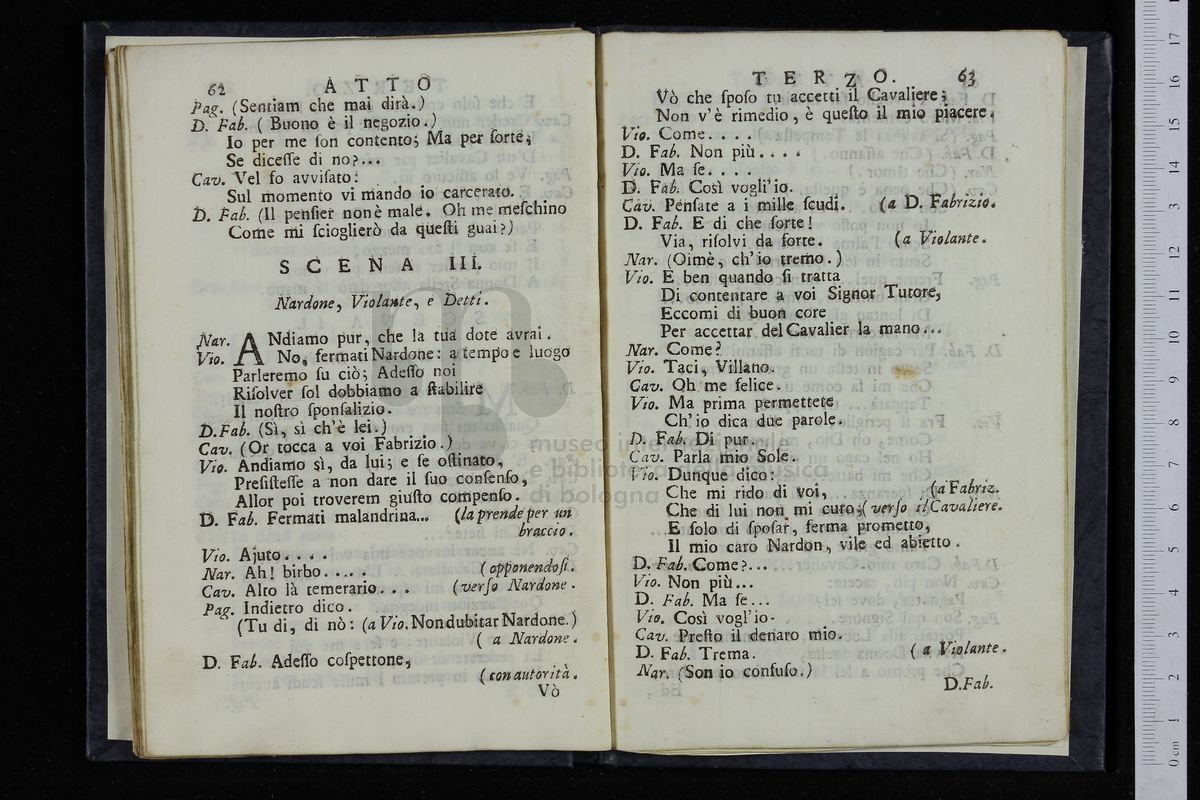 62 ATTO
Pag. (Sentiam che mai dirà.)
D. Fab. ( Buono è il negozio.)
Io per me ſon contento; Ma per ſorte,
Se diceſſe di no?...
Cav. Vel fo avviſato:
Sul momento vi mando io carcerato.
D. Fab. (Il penſier non è male. Oh me meſchino
Come mi ſcioglierò da queſti guai?)
SCENA III.
Nardone, Violante, e Detti.
Nar. ANdiamo pur, che la tua dote avrai.
Vio. No, fermati Nardone: a tempo e luogo
Parleremo ſu ciò; Adeſſo noi
Riſolver ſol dobbiamo a ſtabilire
Il noſtro ſponſalizio.
D.Fab. (Sì, sì ch'è lei.)
Cav. (Or tocca a voi Fabrizio.)
Vio. Andiamo sì, da lui; e ſe oſtinato,
Preſiſteſſe a non dare il ſuo conſenſo,
Allor poi troverem giuſto compenſo.
D. Fab. Fermati malandrina... (la prende per un
braccio.
Vio. Ajuto....
Nar. Ah! birbo..... (opponendoſi.
Cav. Alto là temerario... (verſo Nardone.
Pag. Indietro dico.
(Tu di, di nò: (a Vio. Non dubitar Nardone.)
( a Nardone.
D. Fab. Adeſſo coſpettone,
(con autorità.
Vò
TERZO. 63
Vò che ſpoſo tu accetti il Cavaliere;
Non v'è rimedio, è queſto il mio piacere.
Vio. Come....
D. Fab. Non più....
Vio. Ma ſe....
D. Fab. Così vogli'io.
Cav. Penſate a i mille ſcudi. (a D. Fabrizio.
D. Fab. E di che ſorte!
Via, riſolvi da forte. (a Violante.
Nar. (Oimè, ch'io tremo.)
Vio. E ben quando ſi tratta
Di contentare a voi Signor Tutore,
Eccomi di buon core
Per accettar del Cavalier la mano...
Nar. Come?
Vio. Taci, Villano.
Cav. Oh me felice.
Vio. Ma prima permettete
Ch'io dica due parole.
D. Fab. Di pur.
Cav. Parla mio Sole.
Vio. Dunque dico:
Che mi rido di voi, (a Fabriz.
Che di lui non mi curo; (verſo il Cavaliere.
E ſolo di ſpoſar, ferma prometto,
Il mio caro Nardon, vile ed abietto.
D. Fab. Come?...
Vio. Non più...
D. Fab. Ma ſe...
Vio. Così vogl'io.
Cav. Preſto il denaro mio.
D. Fab. Trema. ( a Violante.
Nar. (Son io confuſo.)
D.Fab.
museo internazionale
e biblioteca della musica
di bologna